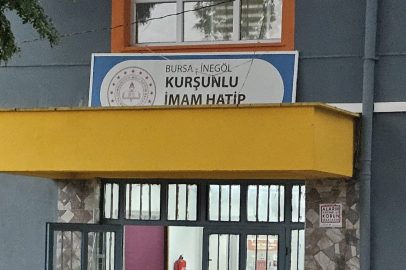 BURSA - İNEGÖL
KURŞUNLU
İMAM HATİP